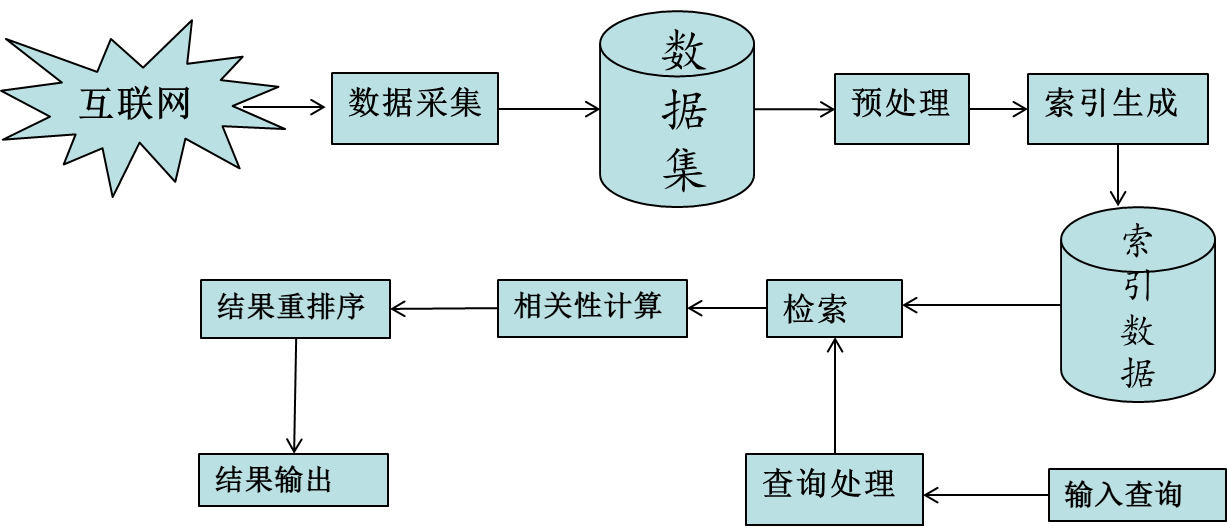 互联网
数据采集
数
据
集
预处理
索引生成
索
引
数
据
检索
相关性计算
结果重排序
结果输出
查询处理
输入查询